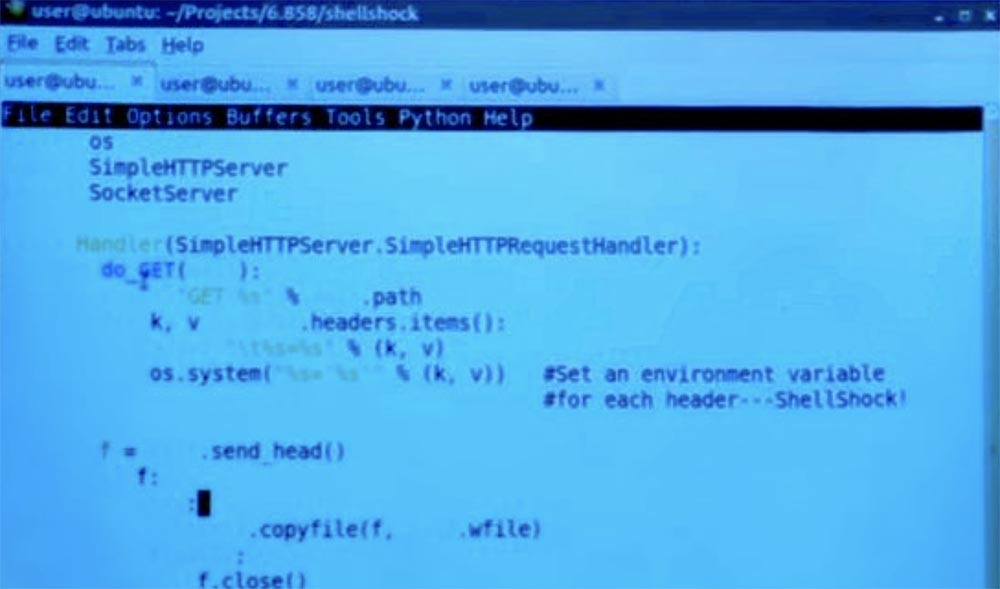 user@ubuntu: ~/Projects/6.858/shellshock
File Edit Tabs Help
user@ubu... user@ubu... user@ubu... user@ubu...
File Edit Options Buffers Tools Python Help
os
SimpleHTTPServer
SocketServer
Handler(SimpleHTTPServer.SimpleHTTPRequestHandler):
do_GET( ):
"GET %s" % .path
k, v .headers.items():
"\t%s=%s" % (k, v)
os.system("%s='%s'" % (k, v)) #Set an environment variable
#for each header---ShellShock!
f = .send_head()
f:
:
.copyfile(f, .wfile)
:
f.close()